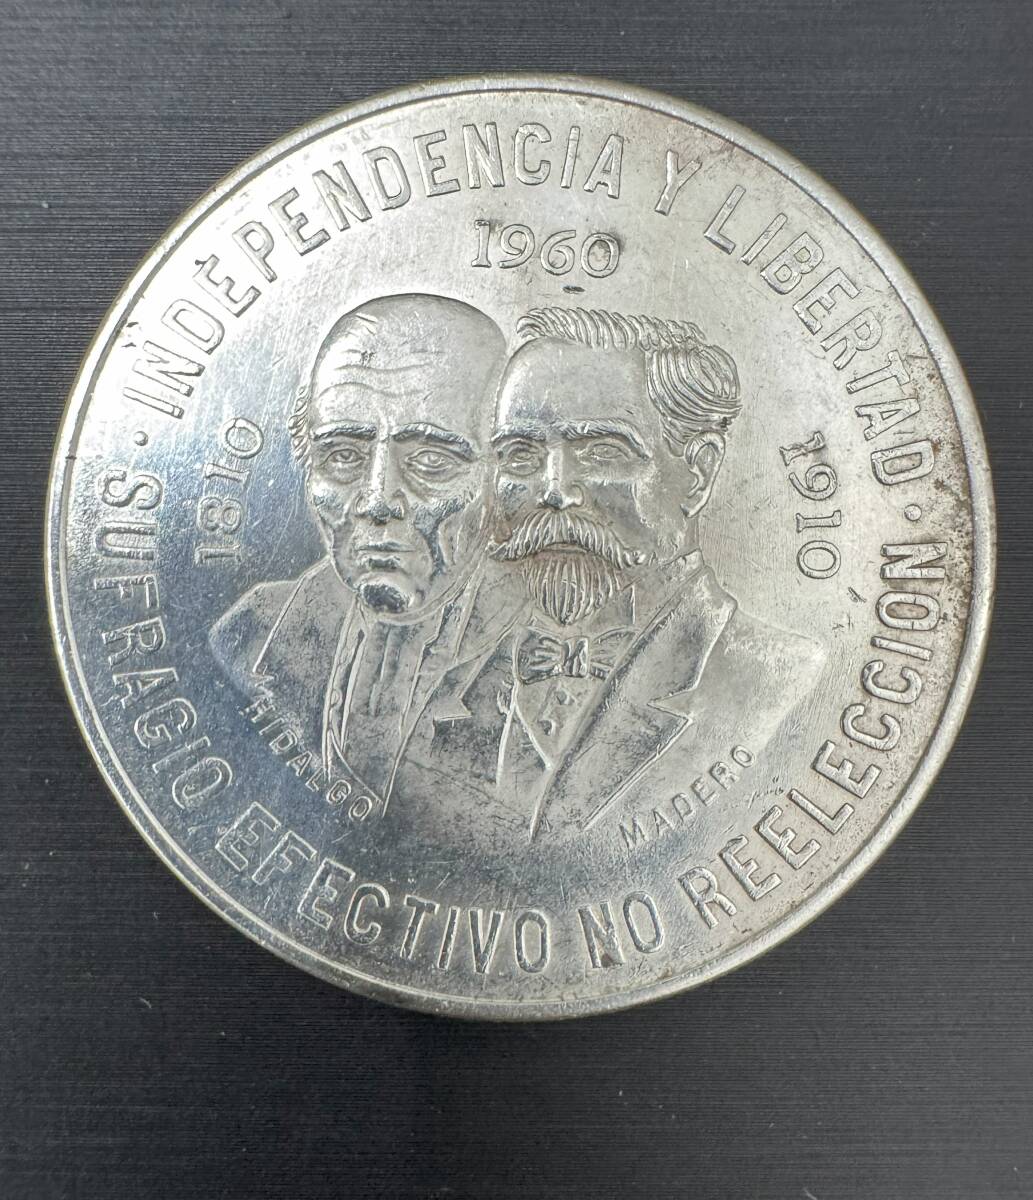 · INDEPENDENCIA Y LIBERTAD ·
1960
1810
1910
HIDALGO
MADERO
SUFRAGIO EFECTIVO NO REELECCION